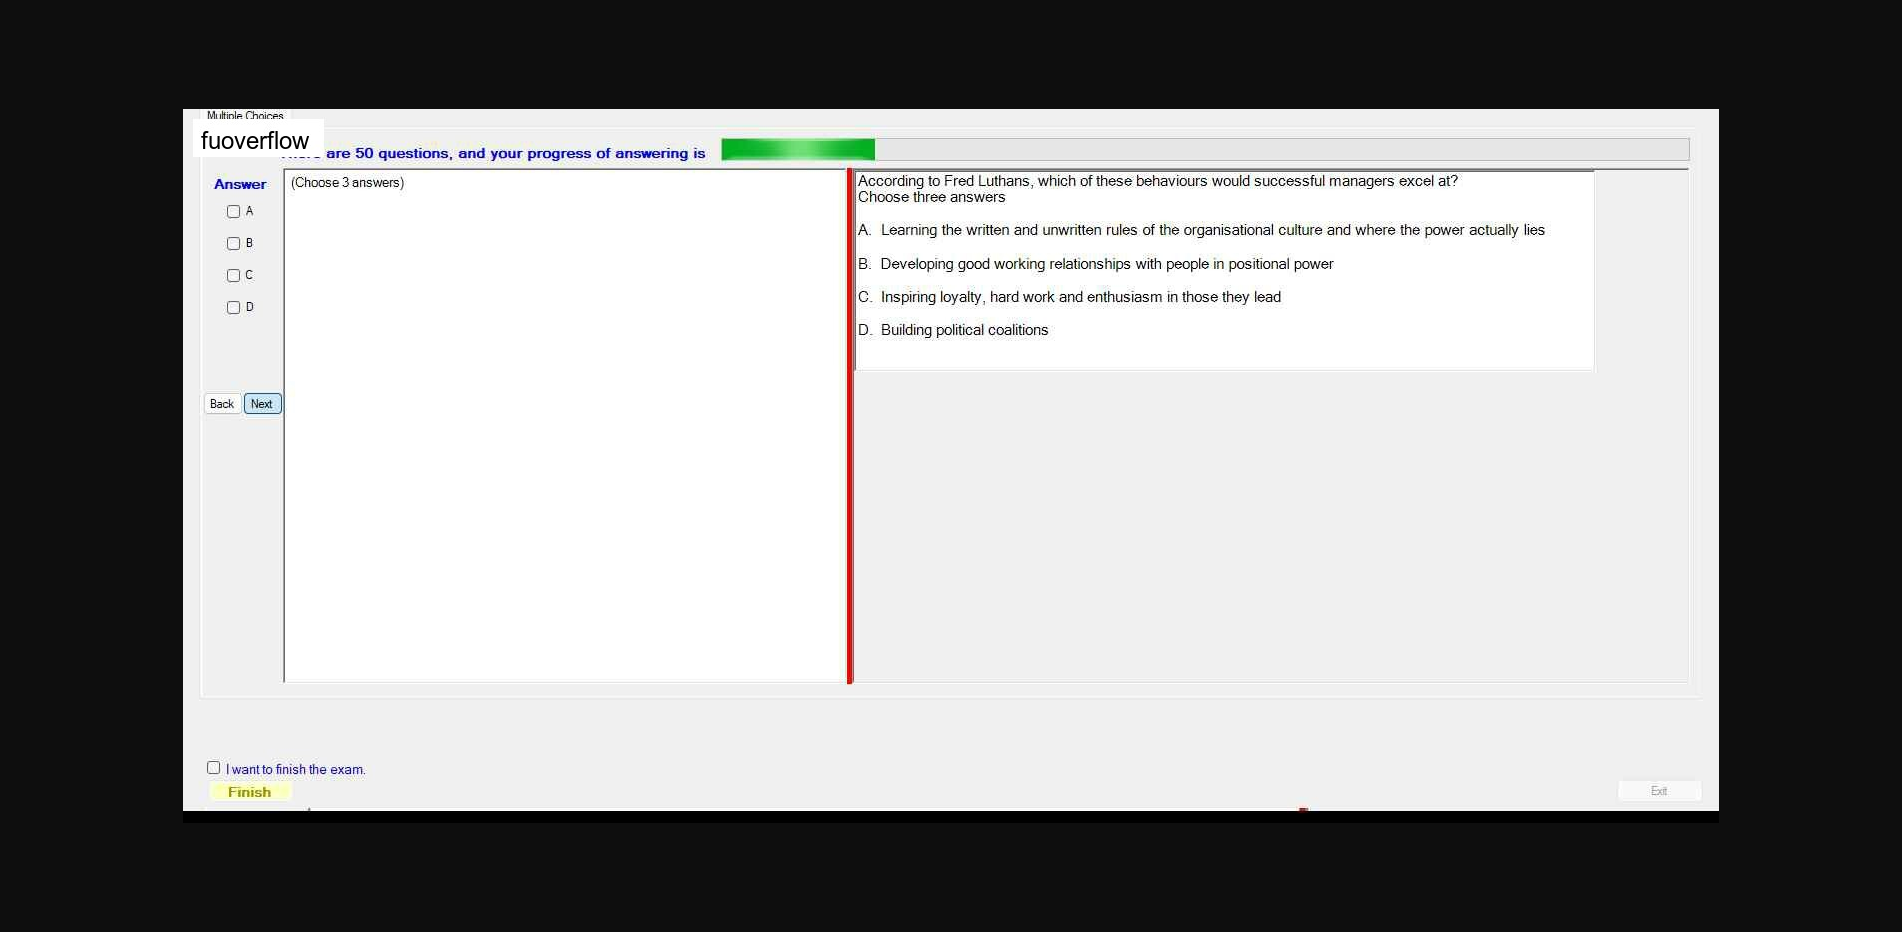 Multiple Choices
fuoverflow
are 50 questions, and your progress of answering is
Answer
(Choose 3 answers)
A
B
C
D
Back
Next
According to Fred Luthans, which of these behaviours would successful managers excel at?
Choose three answers
A. Learning the written and unwritten rules of the organisational culture and where the power actually lies
B. Developing good working relationships with people in positional power
C. Inspiring loyalty, hard work and enthusiasm in those they lead
D. Building political coalitions
I want to finish the exam.
Finish
Exit